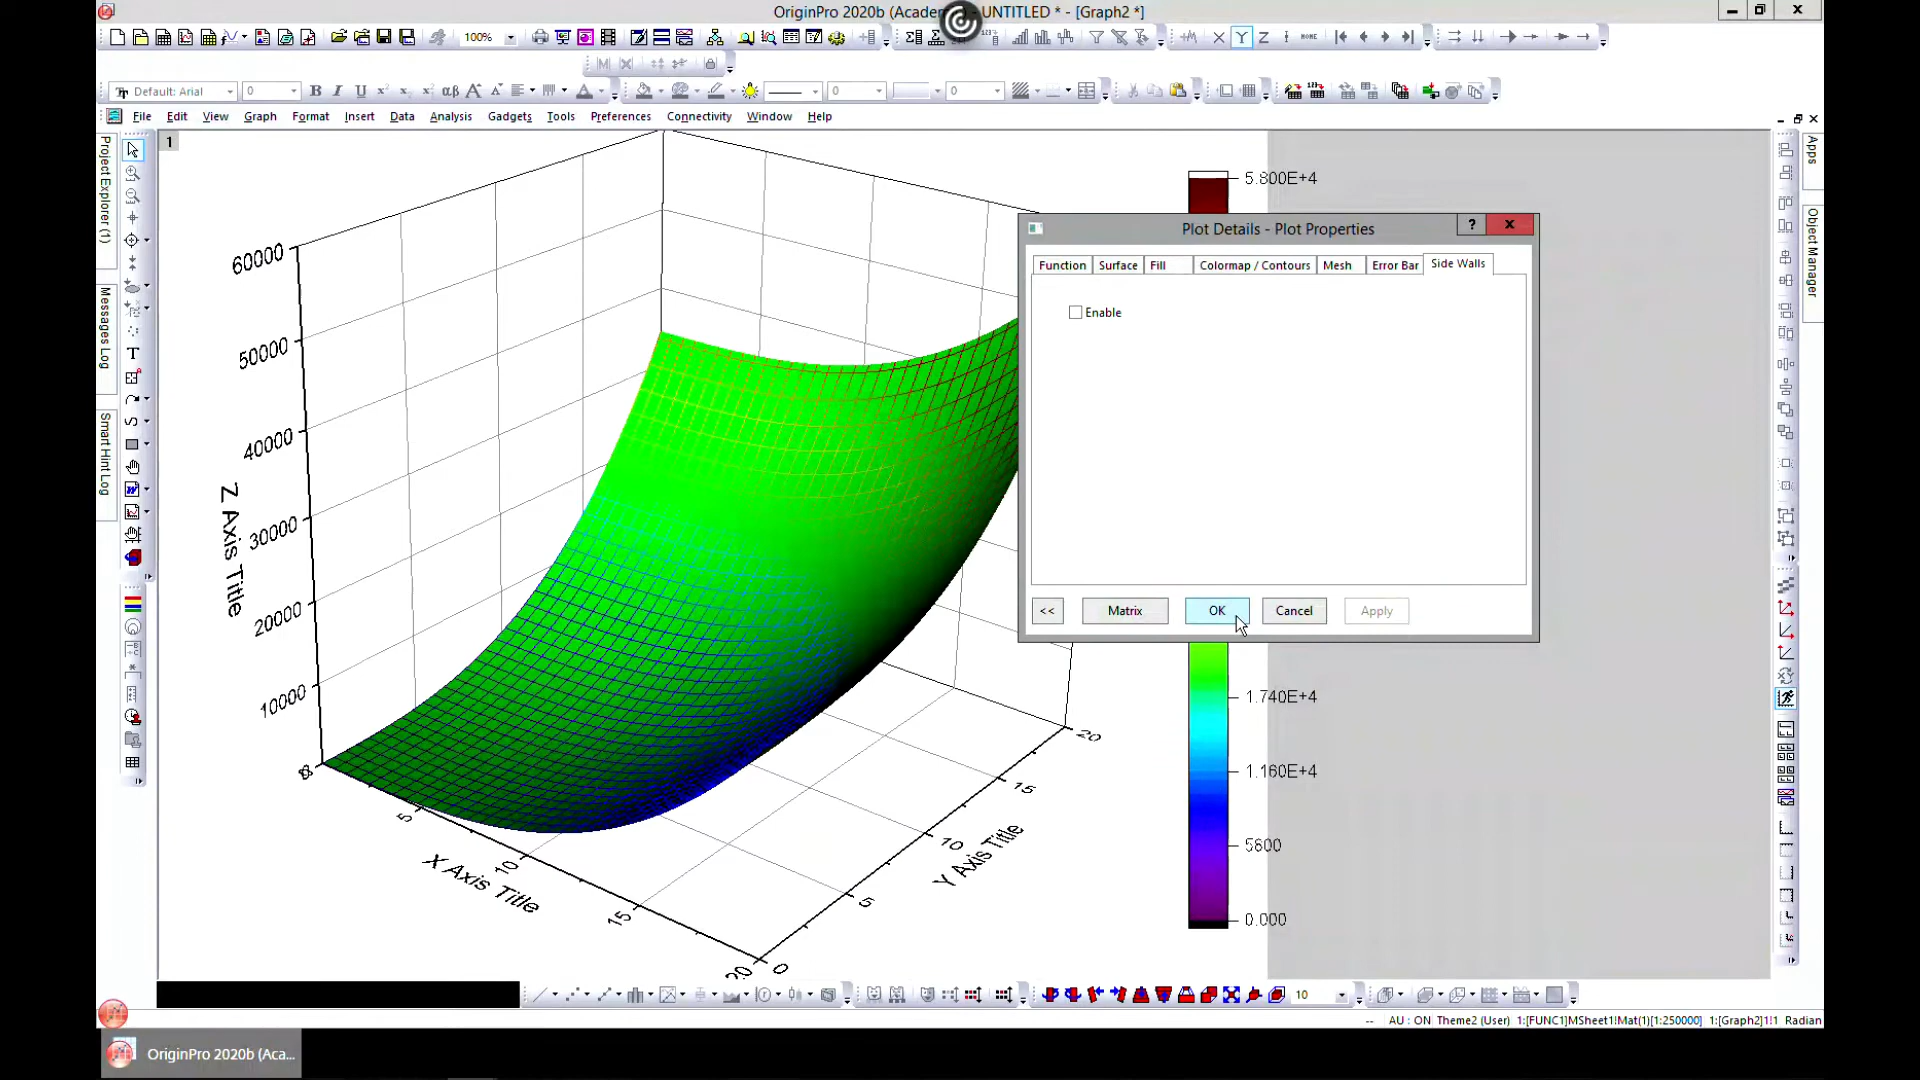 OriginPro 2020b (Acade UNTITLED * - [Graph2 *]
100%
Default: Arial 0 B I U αβ A A A 0 0
File Edit View Graph Format Insert Data Analysis Gadgets Tools Preferences Connectivity Window Help
1
Project Explorer (1)
Messages Log
Smart Hint Log
Apps
Object Manager
60000
50000
40000
30000
20000
10000
Z Axis Title
5
10
15
20
X Axis Title
0
5
10
15
20
Y Axis Title
5.800E+4
1.740E+4
1.160E+4
5800
0.000
Plot Details - Plot Properties
Function Surface Fill Colormap / Contours Mesh Error Bar Side Walls
Enable
<< Matrix OK Cancel Apply
10
-- AU : ON Theme2 (User) 1:[FUNC1]MSheet1!Mat(1)[1:250000] 1:[Graph2]1!1 Radian
OriginPro 2020b (Aca...